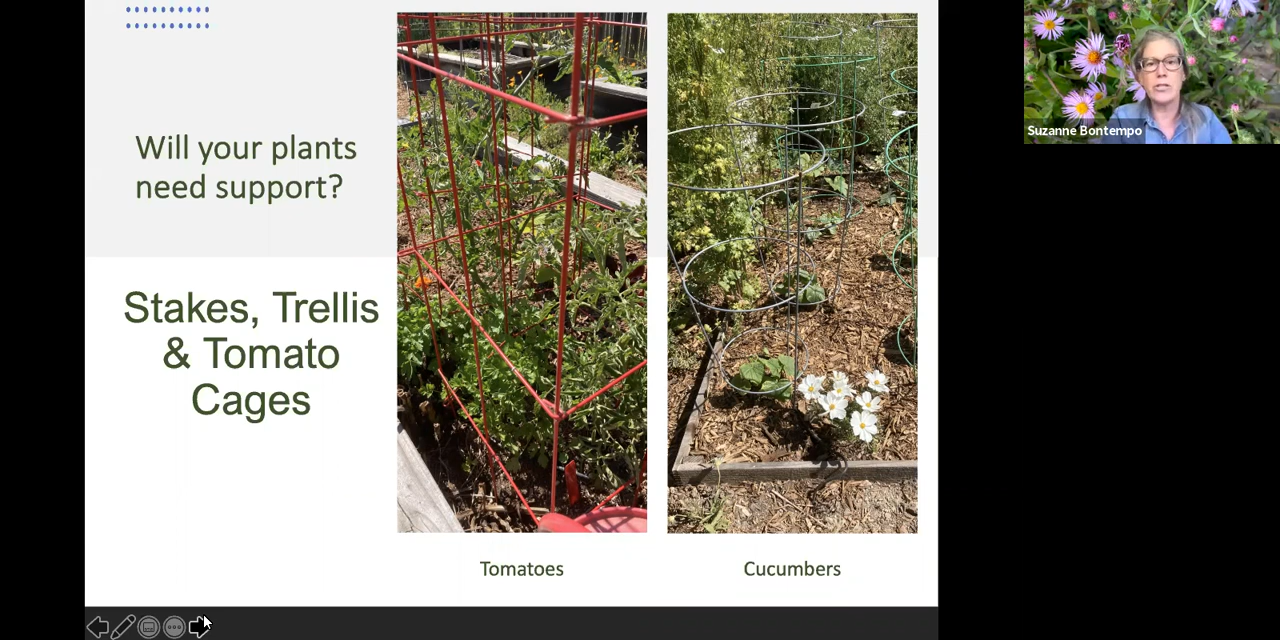 Will your plants
need support?
Stakes, Trellis
& Tomato
Cages
Tomatoes
Cucumbers
Suzanne Bontempo